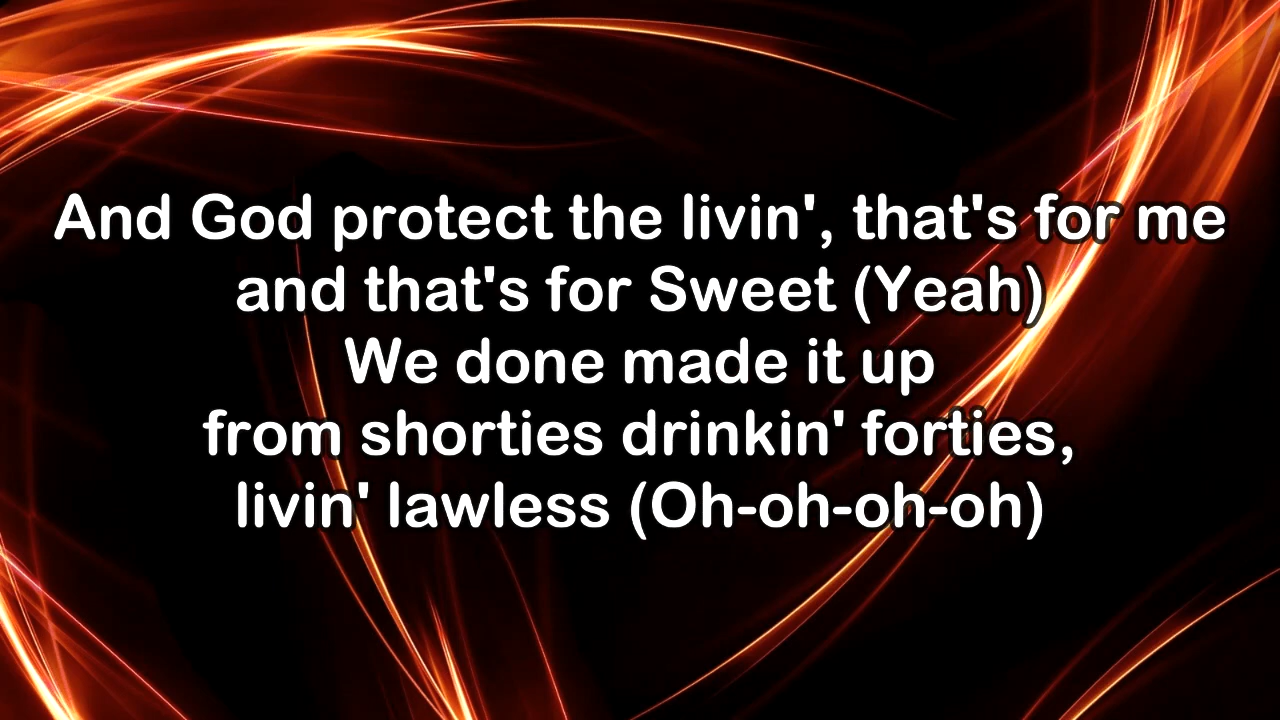 And God protect the livin', that's for me
and that's for Sweet (Yeah)
We done made it up
from shorties drinkin' forties,
livin' lawless (Oh-oh-oh-oh)